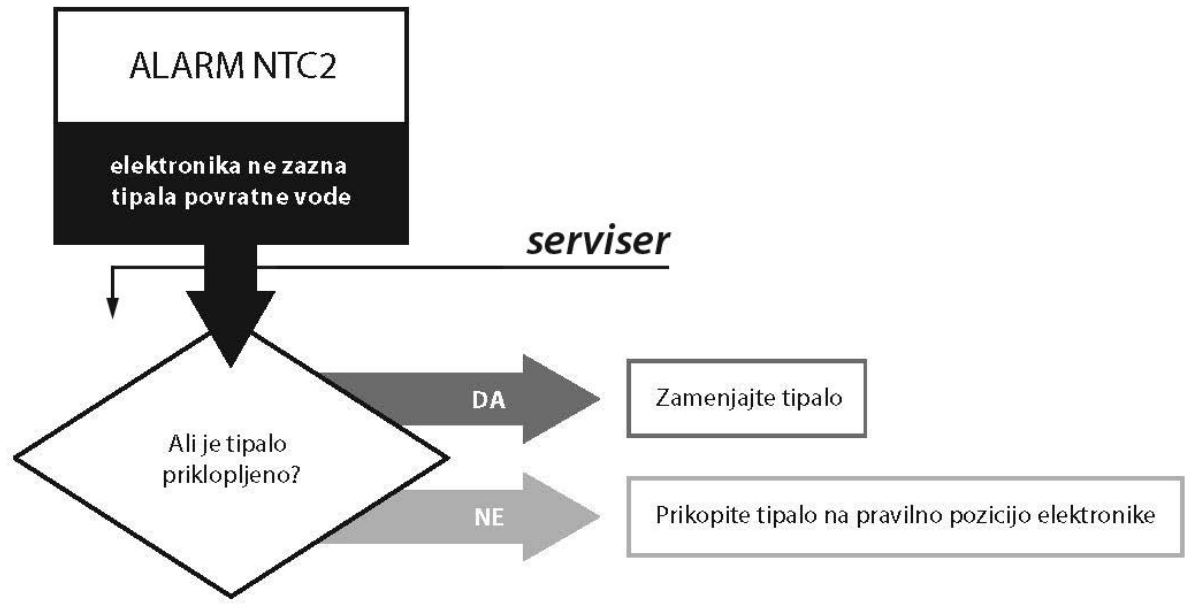 ALARM NTC2
elektronika ne zazna
tipala povratne vode
serviser
Ali je tipalo
priklopljeno?
DA
Zamenjajte tipalo
NE
Prikopite tipalo na pravilno pozicijo elektronike